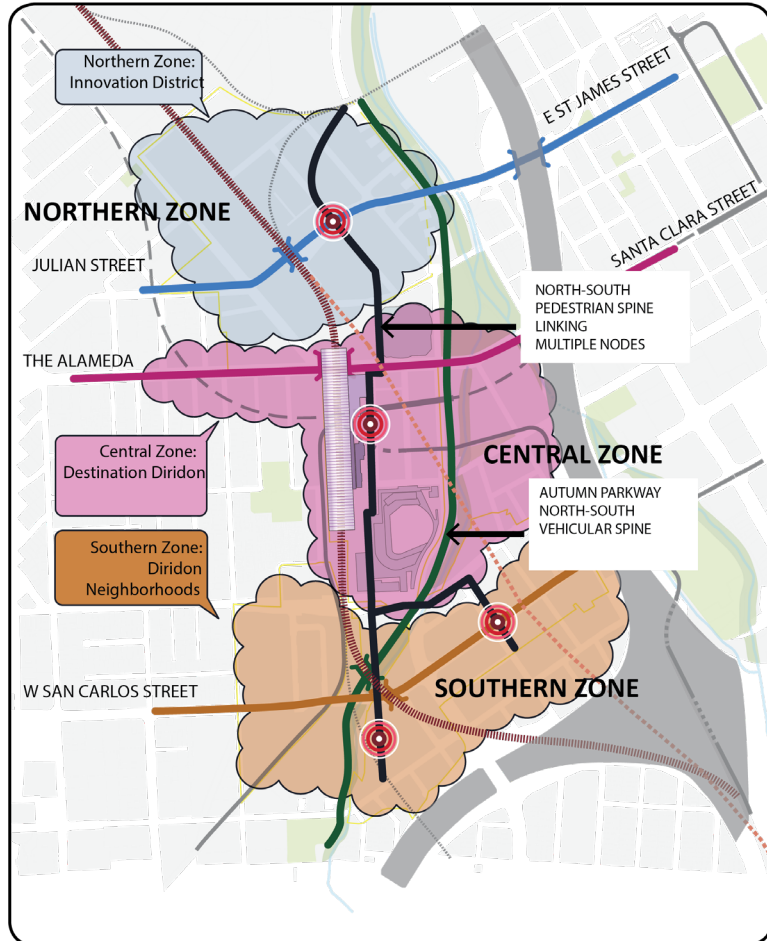 Northern Zone:
Innovation District
E ST JAMES STREET
NORTHERN ZONE
SANTA CLARA STREET
JULIAN STREET
NORTH-SOUTH
PEDESTRIAN SPINE
LINKING
MULTIPLE NODES
THE ALAMEDA
Central Zone:
Destination Diridon
CENTRAL ZONE
AUTUMN PARKWAY
NORTH-SOUTH
VEHICULAR SPINE
Southern Zone:
Diridon
Neighborhoods
W SAN CARLOS STREET
SOUTHERN ZONE